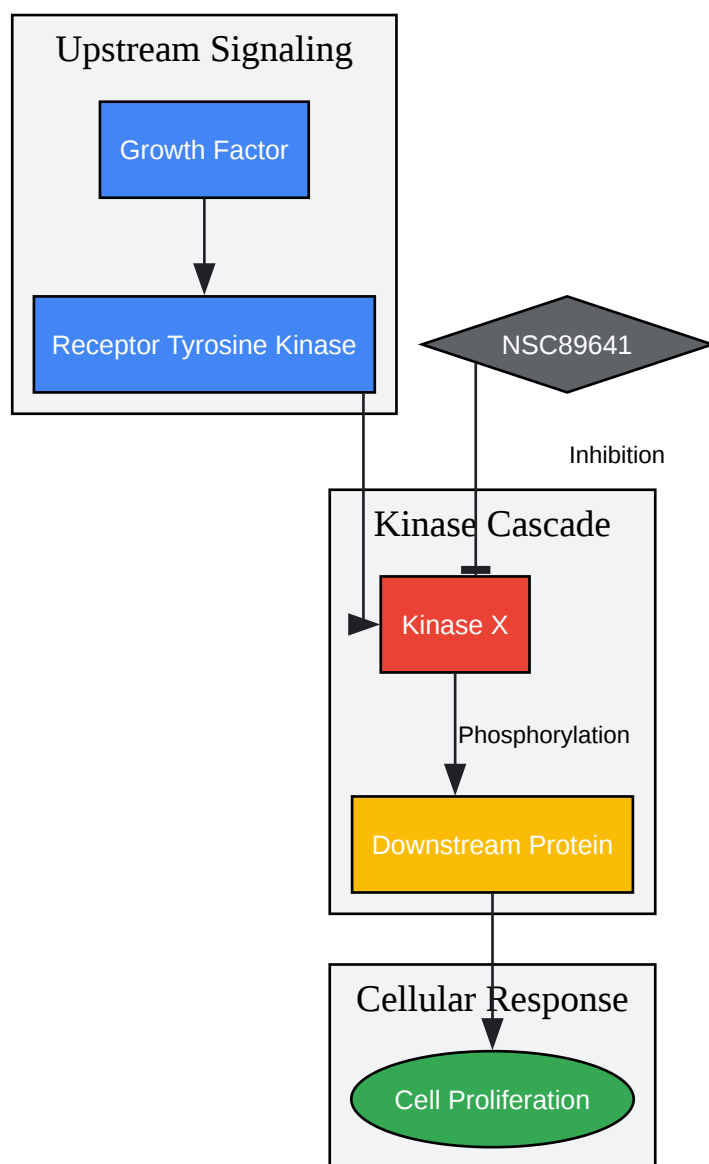 Upstream Signaling
Growth Factor
Receptor Tyrosine Kinase
NSC89641
Inhibition
Kinase Cascade
Kinase X
Phosphorylation
Downstream Protein
Cellular Response
Cell Proliferation